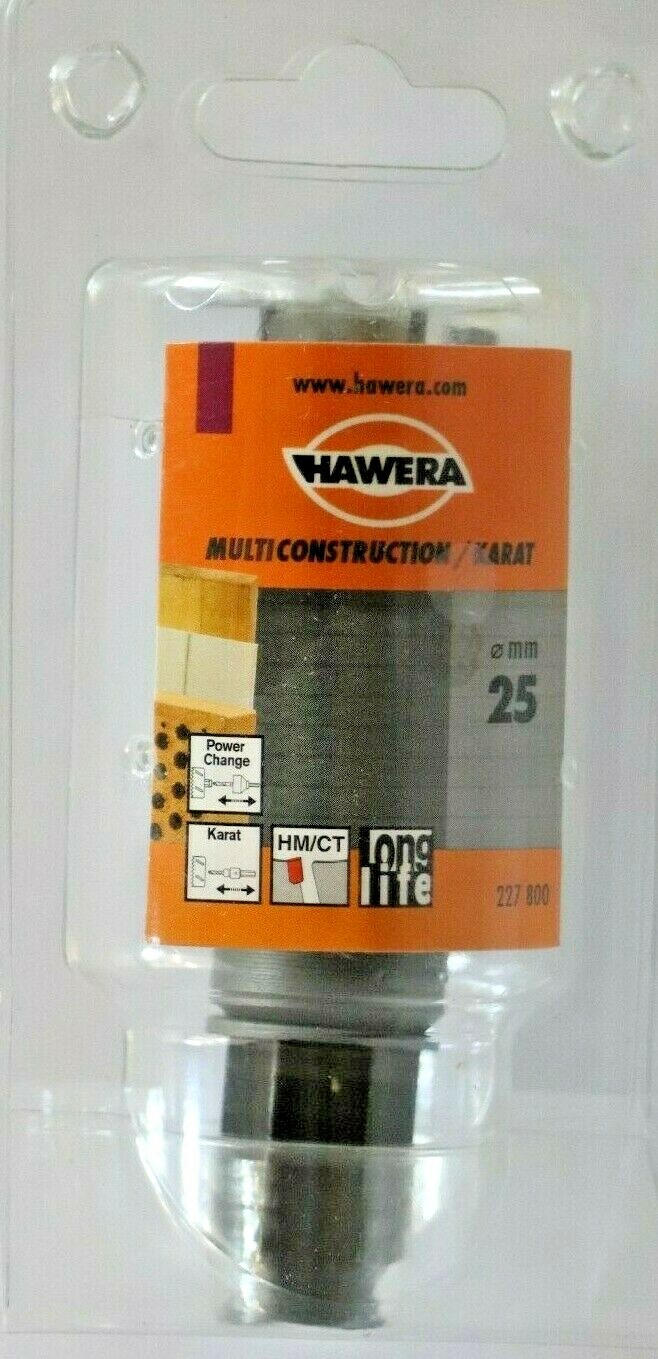 www.hawera.com
HAWERA
MULTICONSTRUCTION / KARAT
ø mm
25
Power
Change
Karat
HM/CT
long
life
227 800